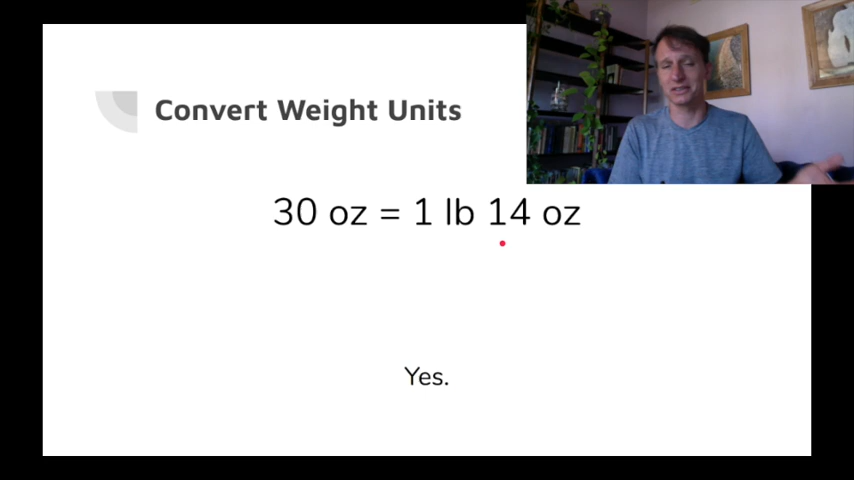 Convert Weight Units
30 oz = 1 lb 14 oz
Yes.